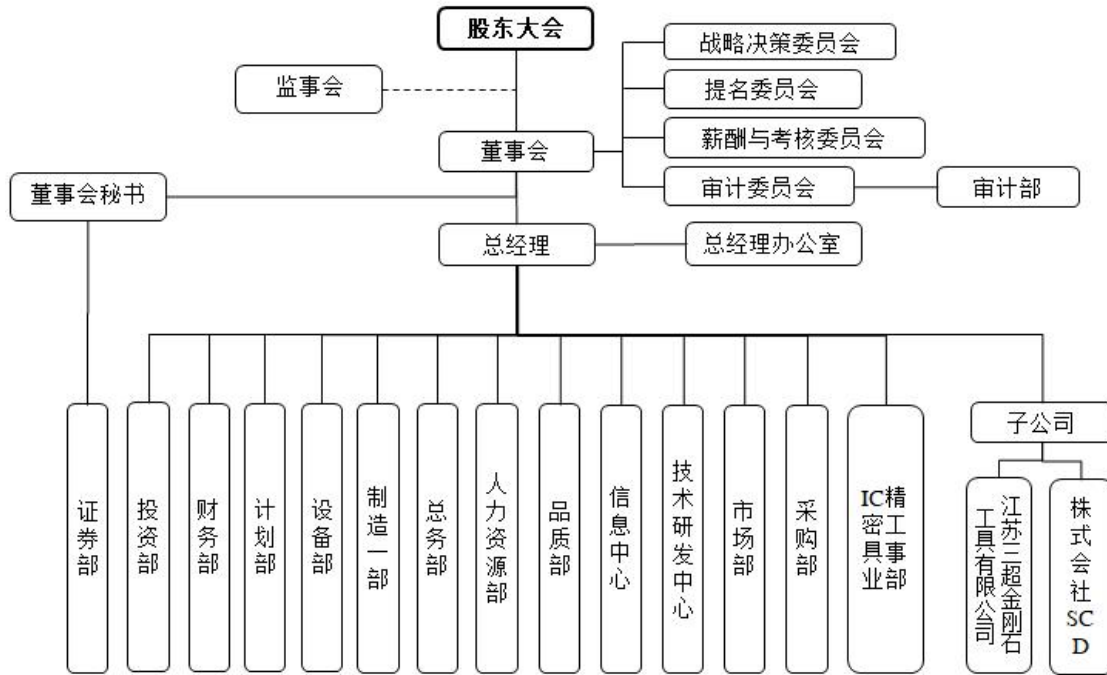 股东大会
战略决策委员会
监事会
提名委员会
董事会
薪酬与考核委员会
董事会秘书
审计委员会
审计部
总经理
总经理办公室
证券部
投资部
财务部
计划部
设备部
制造一部
总务部
人力资源部
品质部
信息中心
技术研发中心
市场部
采购部
IC精
密工
具事
业部
子公司
江苏三超金刚石
工具有限公司
株式会社SC
D